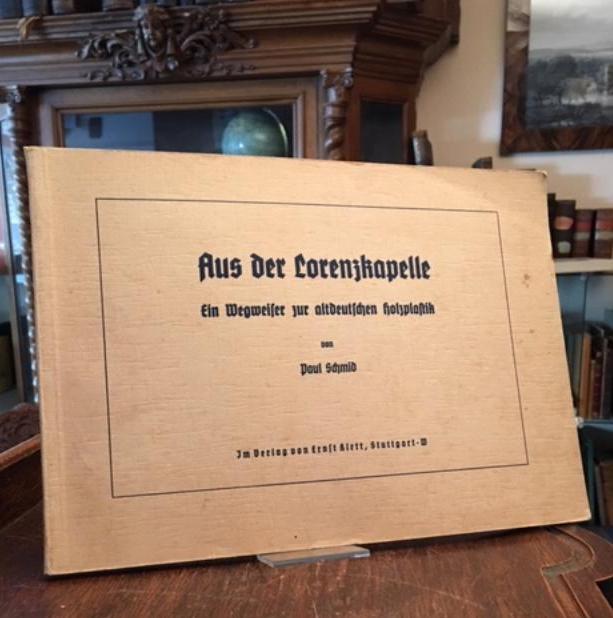 Aus der Lorenzkapelle
Ein Wegweiser zur altdeutschen Holzplastik
von
Paul Schmid
Im Verlag von Ernst Klett, Stuttgart-W